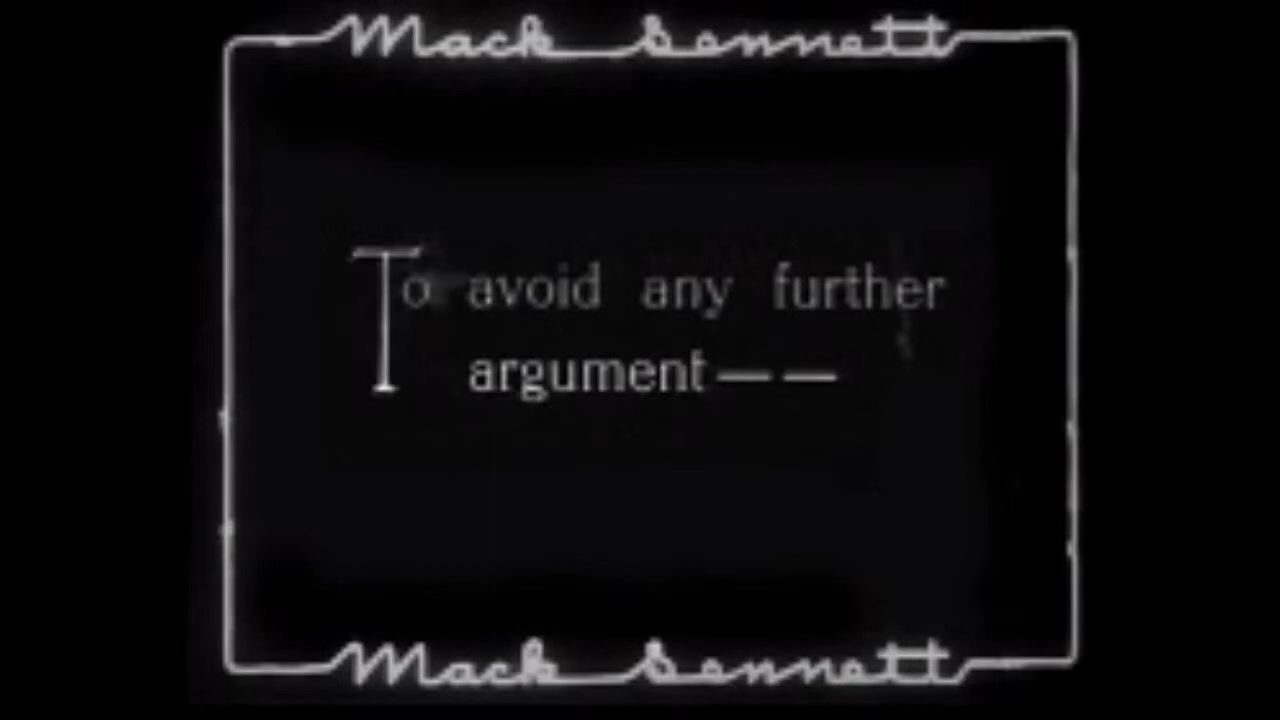 Mack Sennett
To avoid any further
argument— —
Mack Sennett